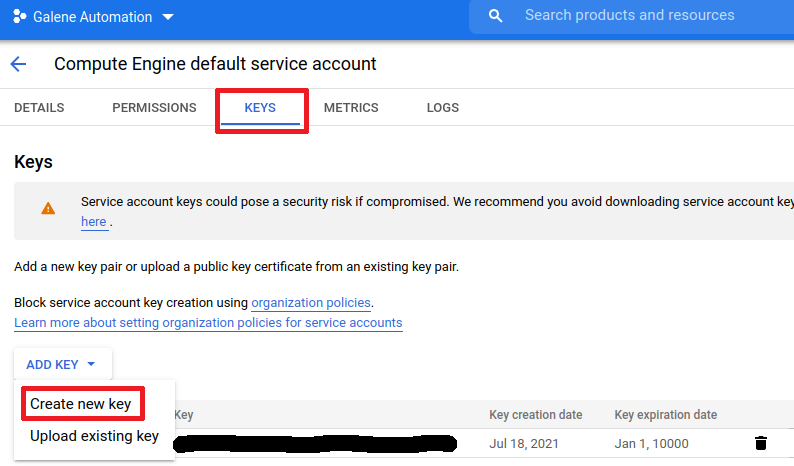 Galene Automation
Search products and resources
Compute Engine default service account
DETAILS PERMISSIONS KEYS METRICS LOGS
Keys
Service account keys could pose a security risk if compromised. We recommend you avoid downloading service account key
here .
Add a new key pair or upload a public key certificate from an existing key pair.
Block service account key creation using organization policies.
Learn more about setting organization policies for service accounts
ADD KEY
Create new key
Upload existing key
Key Key creation date Key expiration date
Jul 18, 2021 Jan 1, 10000